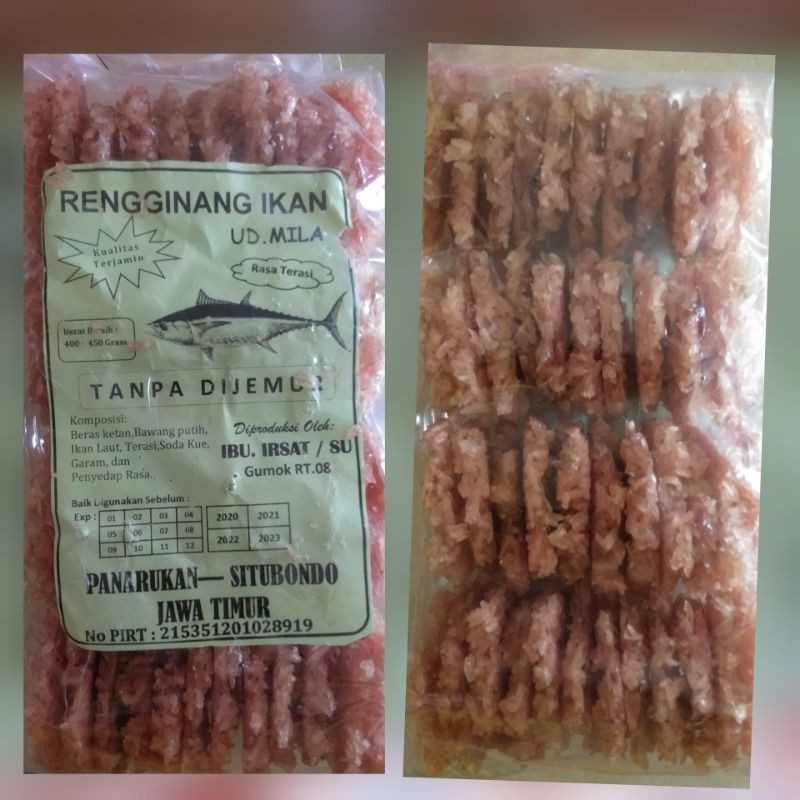 RENGGINANG IKAN
UD.MILA
Kualitas
Terjamin
Rasa Terasi
Berat Bersih :
400 - 450 Gram
TANPA DIJEMUR
Komposisi:
Beras ketan,Bawang putih,
Ikan Laut, Terasi,Soda Kue,
Garam, dan
Penyedap Rasa.
Diproduksi Oleh:
IBU. IRSAT / SU
Gumok RT.08
Baik Digunakan Sebelum :
Exp : 01 02 03 04 2020 2021
05 06 07 08
09 10 11 12 2022 2023
PANARUKAN— SITUBONDO
JAWA TIMUR
No PIRT : 215351201028919